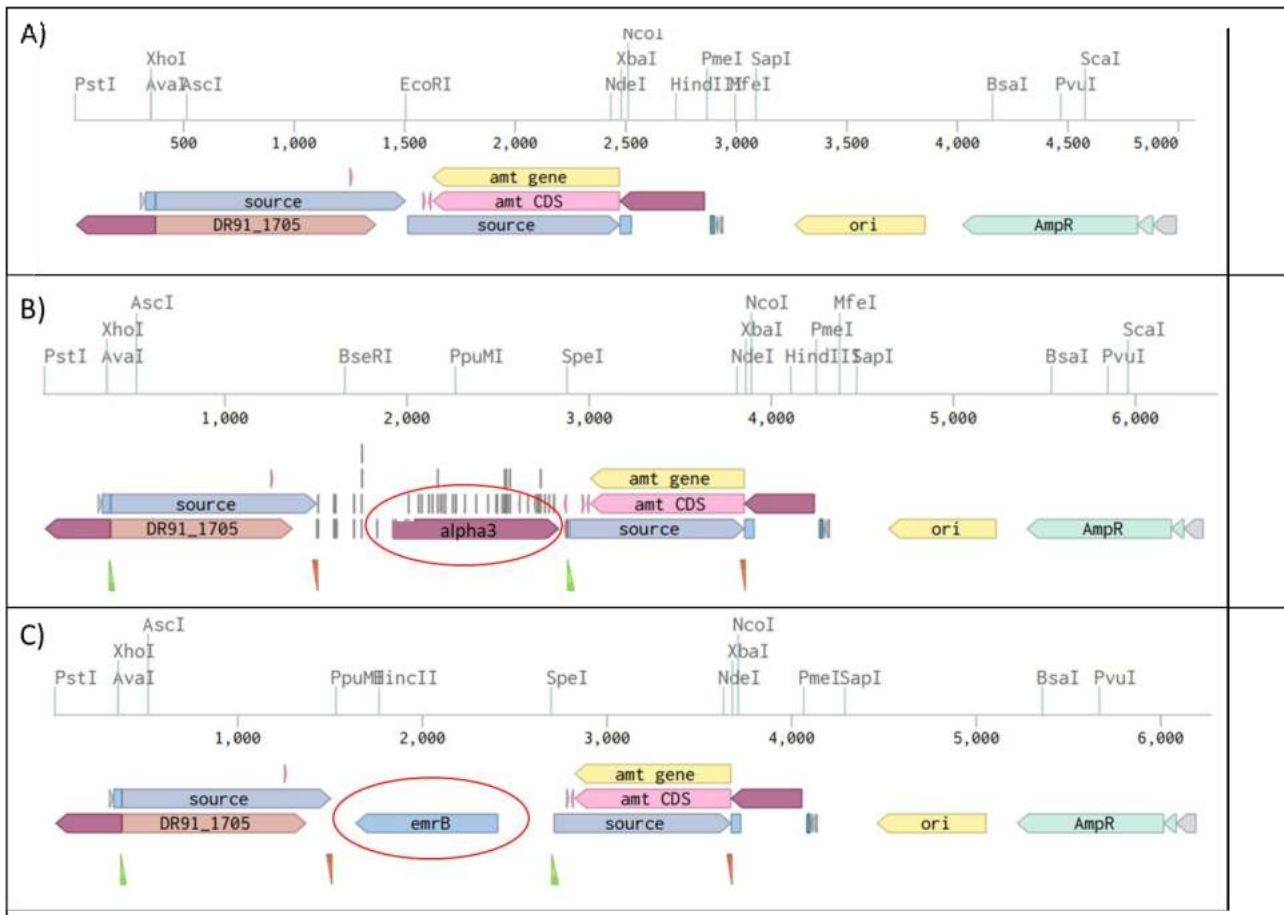 A)
NcoI
XhoI XbaI PmeI SapI ScaI
PstI AvaI AscI EcoRI NdeI HindIII MfeI BsaI PvuI
500 1,000 1,500 2,000 2,500 3,000 3,500 4,000 4,500 5,000
amt gene
source amt CDS
DR91_1705 source ori AmpR
B)
AscI NcoI MfeI
XhoI XbaI PmeI ScaI
PstI AvaI BseRI PpuMI SpeI NdeI HindIII SapI BsaI PvuI
1,000 2,000 3,000 4,000 5,000 6,000
amt gene
source amt CDS
DR91_1705 alpha3 source ori AmpR
C)
AscI NcoI
XhoI XbaI
PstI AvaI PpuMI HincII SpeI NdeI PmeI SapI BsaI PvuI
1,000 2,000 3,000 4,000 5,000 6,000
amt gene
source amt CDS
DR91_1705 emrB source ori AmpR